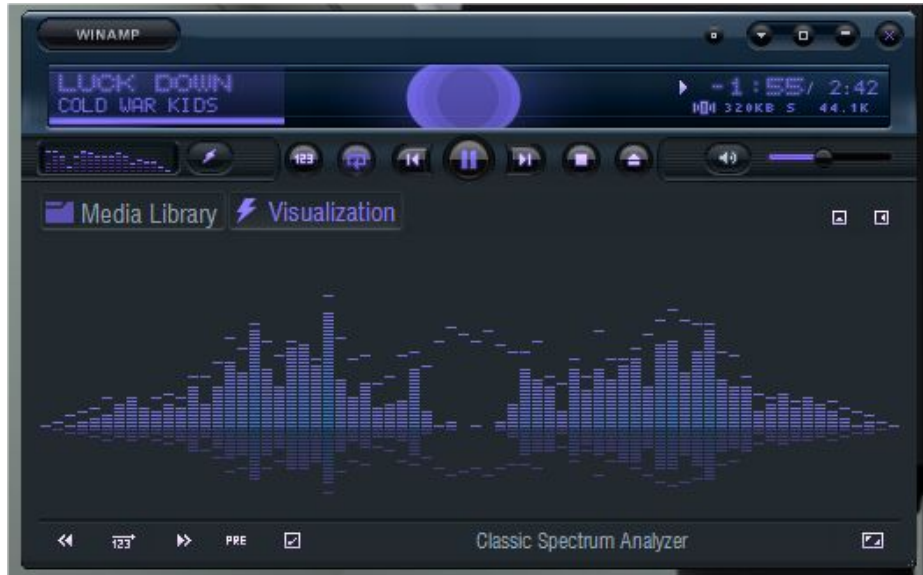 WINAMP
LUCK DOWN
COLD WAR KIDS
-1:55/ 2:42
320KB S 44.1K
123
Media Library
Visualization
123+
PRE
Classic Spectrum Analyzer